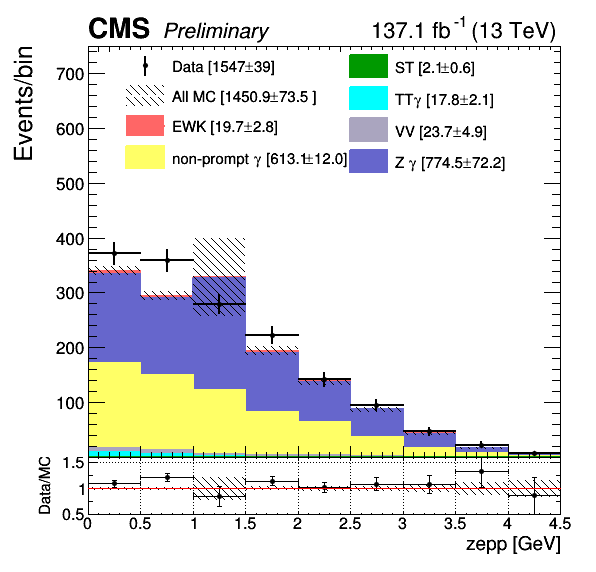 CMS Preliminary 137.1 fb⁻¹ (13 TeV)
Events/bin
700
600
500
400
300
200
100
Data [1547±39]
All MC [1450.9±73.5 ]
EWK [19.7±2.8]
non-prompt γ [613.1±12.0]
ST [2.1±0.6]
TTγ [17.8±2.1]
VV [23.7±4.9]
Z γ [774.5±72.2]
Data/MC
1.5
1
0.5
0 0.5 1 1.5 2 2.5 3 3.5 4 4.5
zepp [GeV]